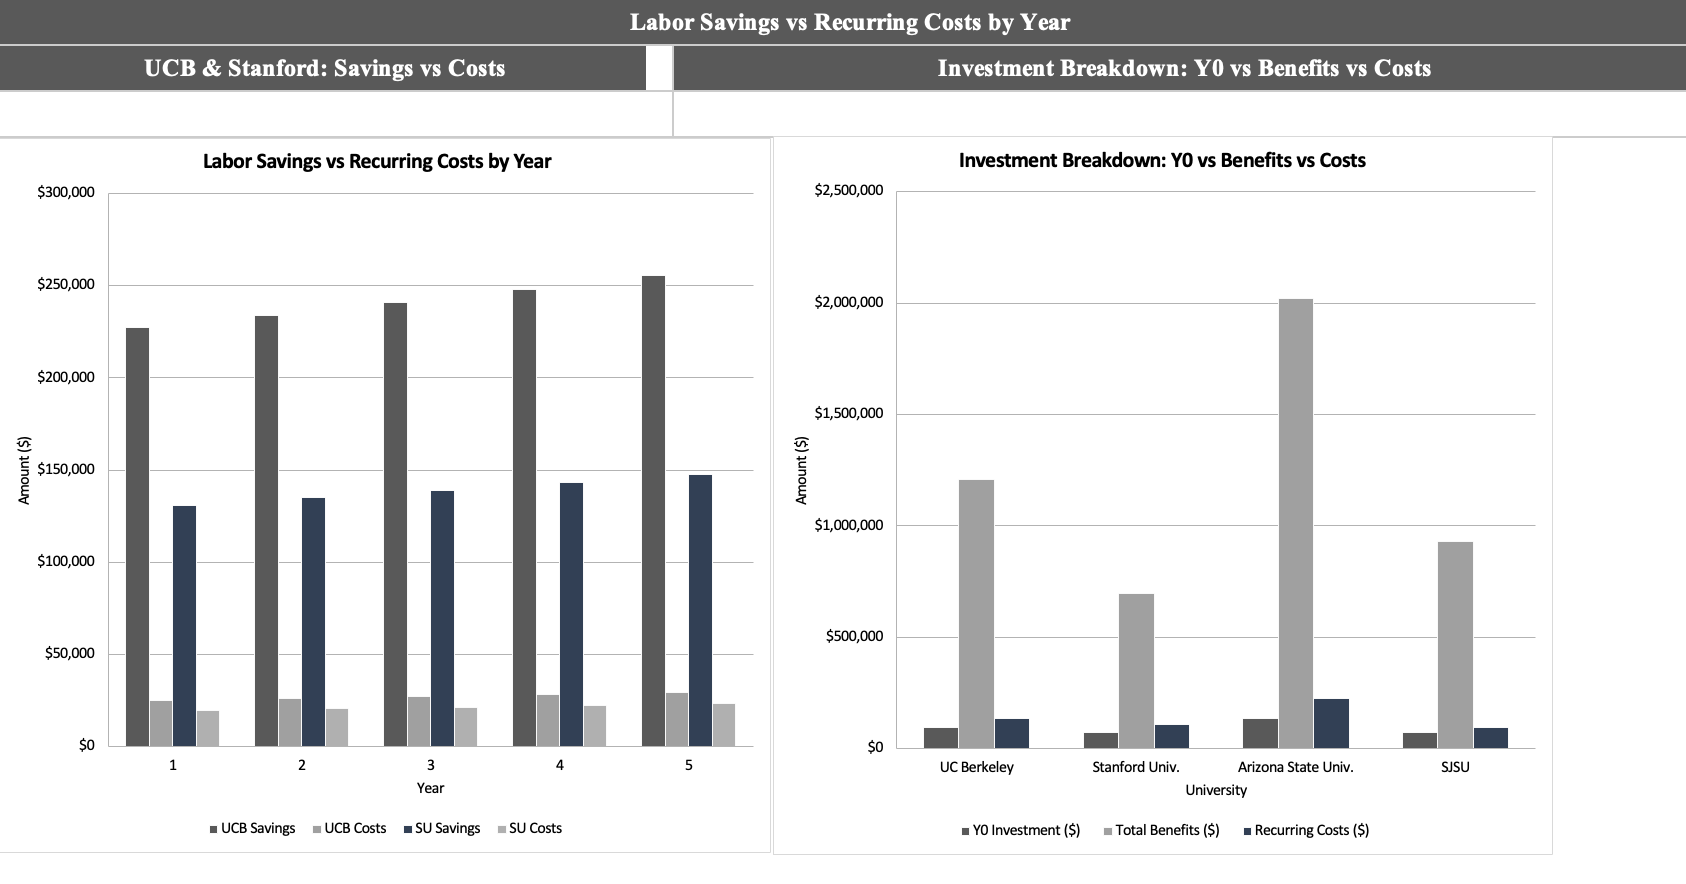 Labor Savings vs Recurring Costs by Year
UCB & Stanford: Savings vs Costs
Investment Breakdown: Y0 vs Benefits vs Costs
Labor Savings vs Recurring Costs by Year
$300,000
$250,000
$200,000
$150,000
$100,000
$50,000
$0
Amount ($)
1 2 3 4 5
Year
UCB Savings UCB Costs SU Savings SU Costs
Investment Breakdown: Y0 vs Benefits vs Costs
$2,500,000
$2,000,000
$1,500,000
$1,000,000
$500,000
$0
Amount ($)
UC Berkeley Stanford Univ. Arizona State Univ. SJSU
University
Y0 Investment ($) Total Benefits ($) Recurring Costs ($)